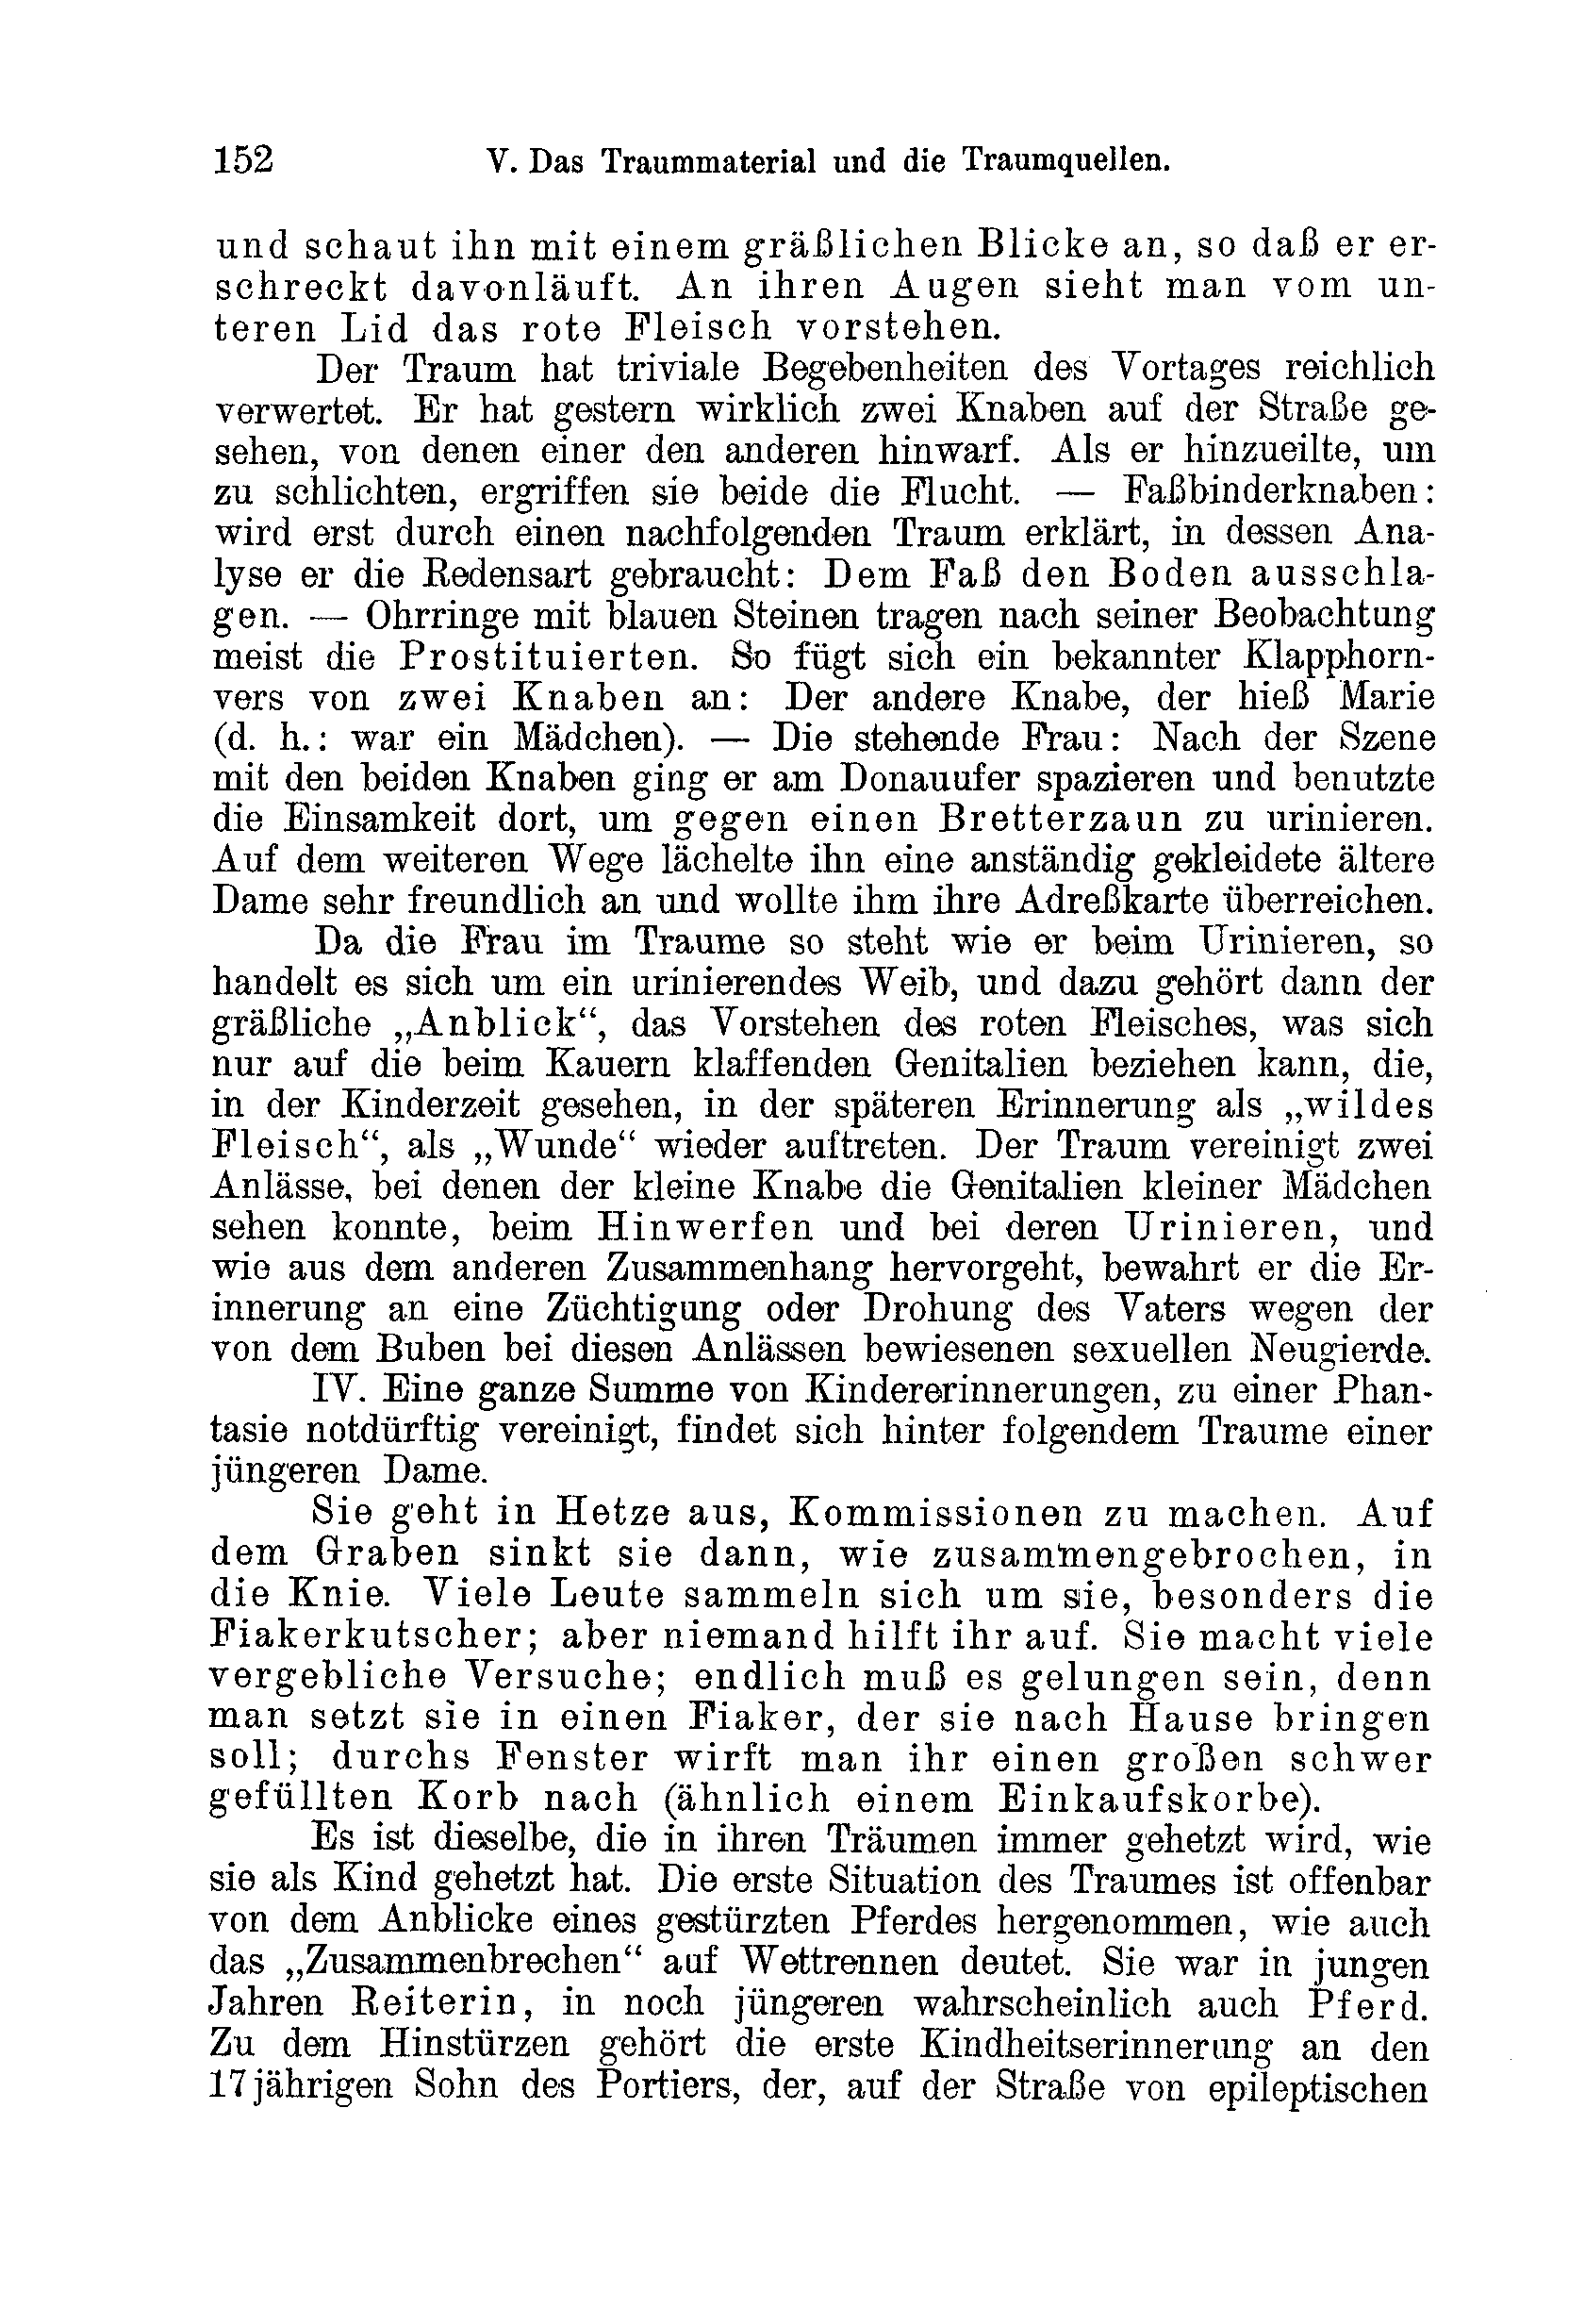 152 V. Das Traummaterial und die Traumquellen.
und schaut ihn mit einem gräßlichen Blicke an, so daß er er-
schreckt davonläuft. An ihren Augen sieht man vom un-
teren Lid das rote Fleisch vorstehen.
Der Traum hat triviale Begebenheiten des Vortages reichlich
verwertet. Er hat gestern wirklich zwei Knaben auf der Straße ge-
sehen, von denen einer den anderen hinwarf. Als er hinzueilte, um
zu schlichten, ergriffen sie beide die Flucht. — Faßbinderknaben:
wird erst durch einen nachfolgenden Traum erklärt, in dessen Ana-
lyse er die Redensart gebraucht: Dem Faß den Boden ausschla-
gen. — Ohrringe mit blauen Steinen tragen nach seiner Beobachtung
meist die Prostituierten. So fügt sich ein bekannter Klapphorn-
vers von zwei Knaben an: Der andere Knabe, der hieß Marie
(d. h.: war ein Mädchen). — Die stehende Frau: Nach der Szene
mit den beiden Knaben ging er am Donauufer spazieren und benutzte
die Einsamkeit dort, um gegen einen Bretterzaun zu urinieren.
Auf dem weiteren Wege lächelte ihn eine anständig gekleidete ältere
Dame sehr freundlich an und wollte ihm ihre Adreßkarte überreichen.
Da die Frau im Traume so steht wie er beim Urinieren, so
handelt es sich um ein urinierendes Weib, und dazu gehört dann der
gräßliche „Anblick“, das Vorstehen des roten Fleisches, was sich
nur auf die beim Kauern klaffenden Genitalien beziehen kann, die,
in der Kinderzeit gesehen, in der späteren Erinnerung als „wildes
Fleisch“, als „Wunde“ wieder auftreten. Der Traum vereinigt zwei
Anlässe, bei denen der kleine Knabe die Genitalien kleiner Mädchen
sehen konnte, beim Hinwerfen und bei deren Urinieren, und
wie aus dem anderen Zusammenhang hervorgeht, bewahrt er die Er-
innerung an eine Züchtigung oder Drohung des Vaters wegen der
von dem Buben bei diesen Anlässen bewiesenen sexuellen Neugierde.
IV. Eine ganze Summe von Kindererinnerungen, zu einer Phan-
tasie notdürftig vereinigt, findet sich hinter folgendem Traume einer
jüngeren Dame.
Sie geht in Hetze aus, Kommissionen zu machen. Auf
dem Graben sinkt sie dann, wie zusammengebrochen, in
die Knie. Viele Leute sammeln sich um sie, besonders die
Fiakerkutscher; aber niemand hilft ihr auf. Sie macht viele
vergebliche Versuche; endlich muß es gelungen sein, denn
man setzt sie in einen Fiaker, der sie nach Hause bringen
soll; durchs Fenster wirft man ihr einen großen schwer
gefüllten Korb nach (ähnlich einem Einkaufskorbe).
Es ist dieselbe, die in ihren Träumen immer gehetzt wird, wie
sie als Kind gehetzt hat. Die erste Situation des Traumes ist offenbar
von dem Anblicke eines gestürzten Pferdes hergenommen, wie auch
das „Zusammenbrechen“ auf Wettrennen deutet. Sie war in jungen
Jahren Reiterin, in noch jüngeren wahrscheinlich auch Pferd.
Zu dem Hinstürzen gehört die erste Kindheitserinnerung an den
17jährigen Sohn des Portiers, der, auf der Straße von epileptischen